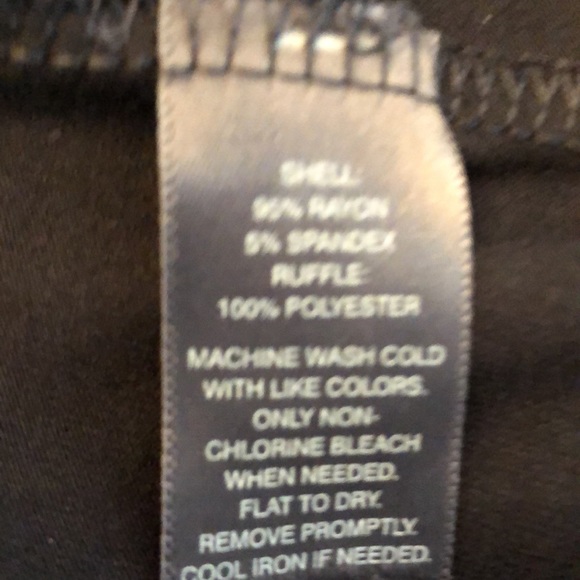 SHELL:
95% RAYON
5% SPANDEX
RUFFLE:
100% POLYESTER
MACHINE WASH COLD
WITH LIKE COLORS.
ONLY NON-
CHLORINE BLEACH
WHEN NEEDED.
FLAT TO DRY.
REMOVE PROMPTLY.
COOL IRON IF NEEDED.